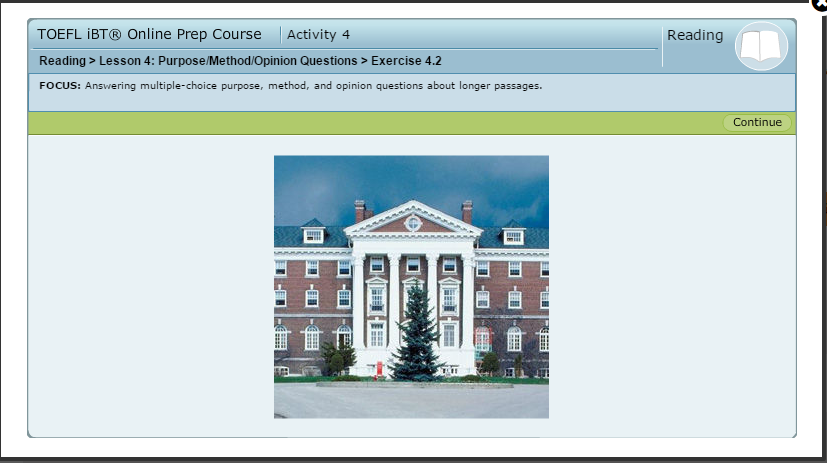 TOEFL iBT® Online Prep Course Activity 4 Reading
Reading > Lesson 4: Purpose/Method/Opinion Questions > Exercise 4.2
FOCUS: Answering multiple-choice purpose, method, and opinion questions about longer passages.
Continue